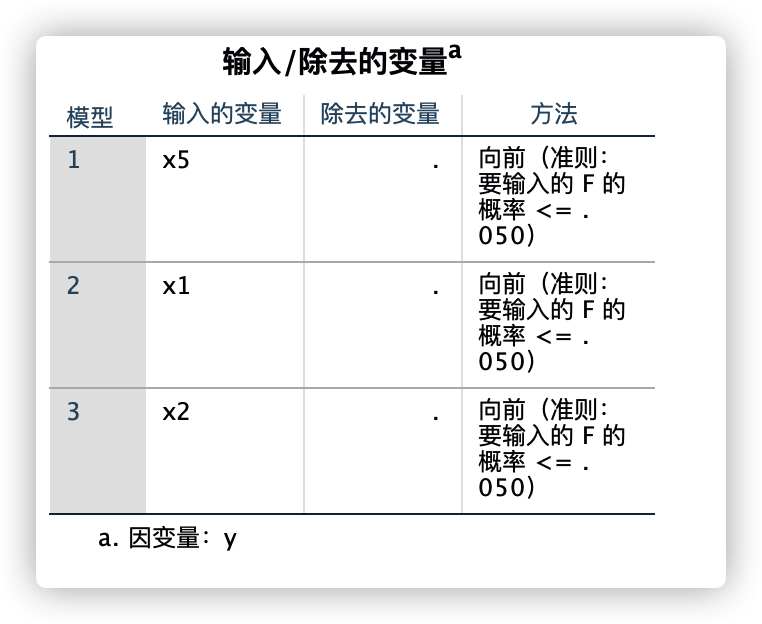 输入/除去的变量a
模型 输入的变量 除去的变量 方法
1 x5 . 向前（准则：
要输入的 F 的
概率 <= .
050）
2 x1 . 向前（准则：
要输入的 F 的
概率 <= .
050）
3 x2 . 向前（准则：
要输入的 F 的
概率 <= .
050）
a. 因变量：y